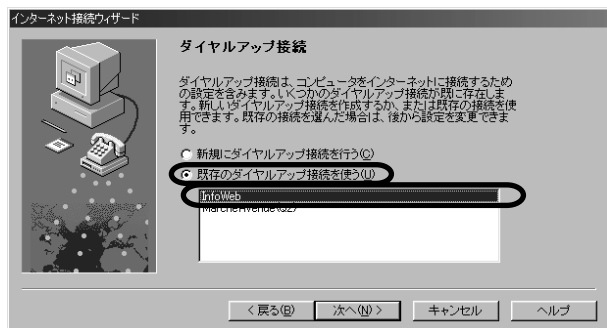 インターネット接続ウィザード
ダイヤルアップ接続
ダイヤルアップ接続は、コンピュータをインターネットに接続するため
の設定を含みます。いくつかのダイヤルアップ接続が既に存在しま
す。新しいダイヤルアップ接続を作成するか、または既存の接続を使
用できます。既存の接続を選んだ場合は、後から設定を変更できま
す。
新規にダイヤルアップ接続を行う(C)
既存のダイヤルアップ接続を使う(U)
InfoWeb
< 戻る(B)
次へ(N) >
キャンセル
ヘルプ